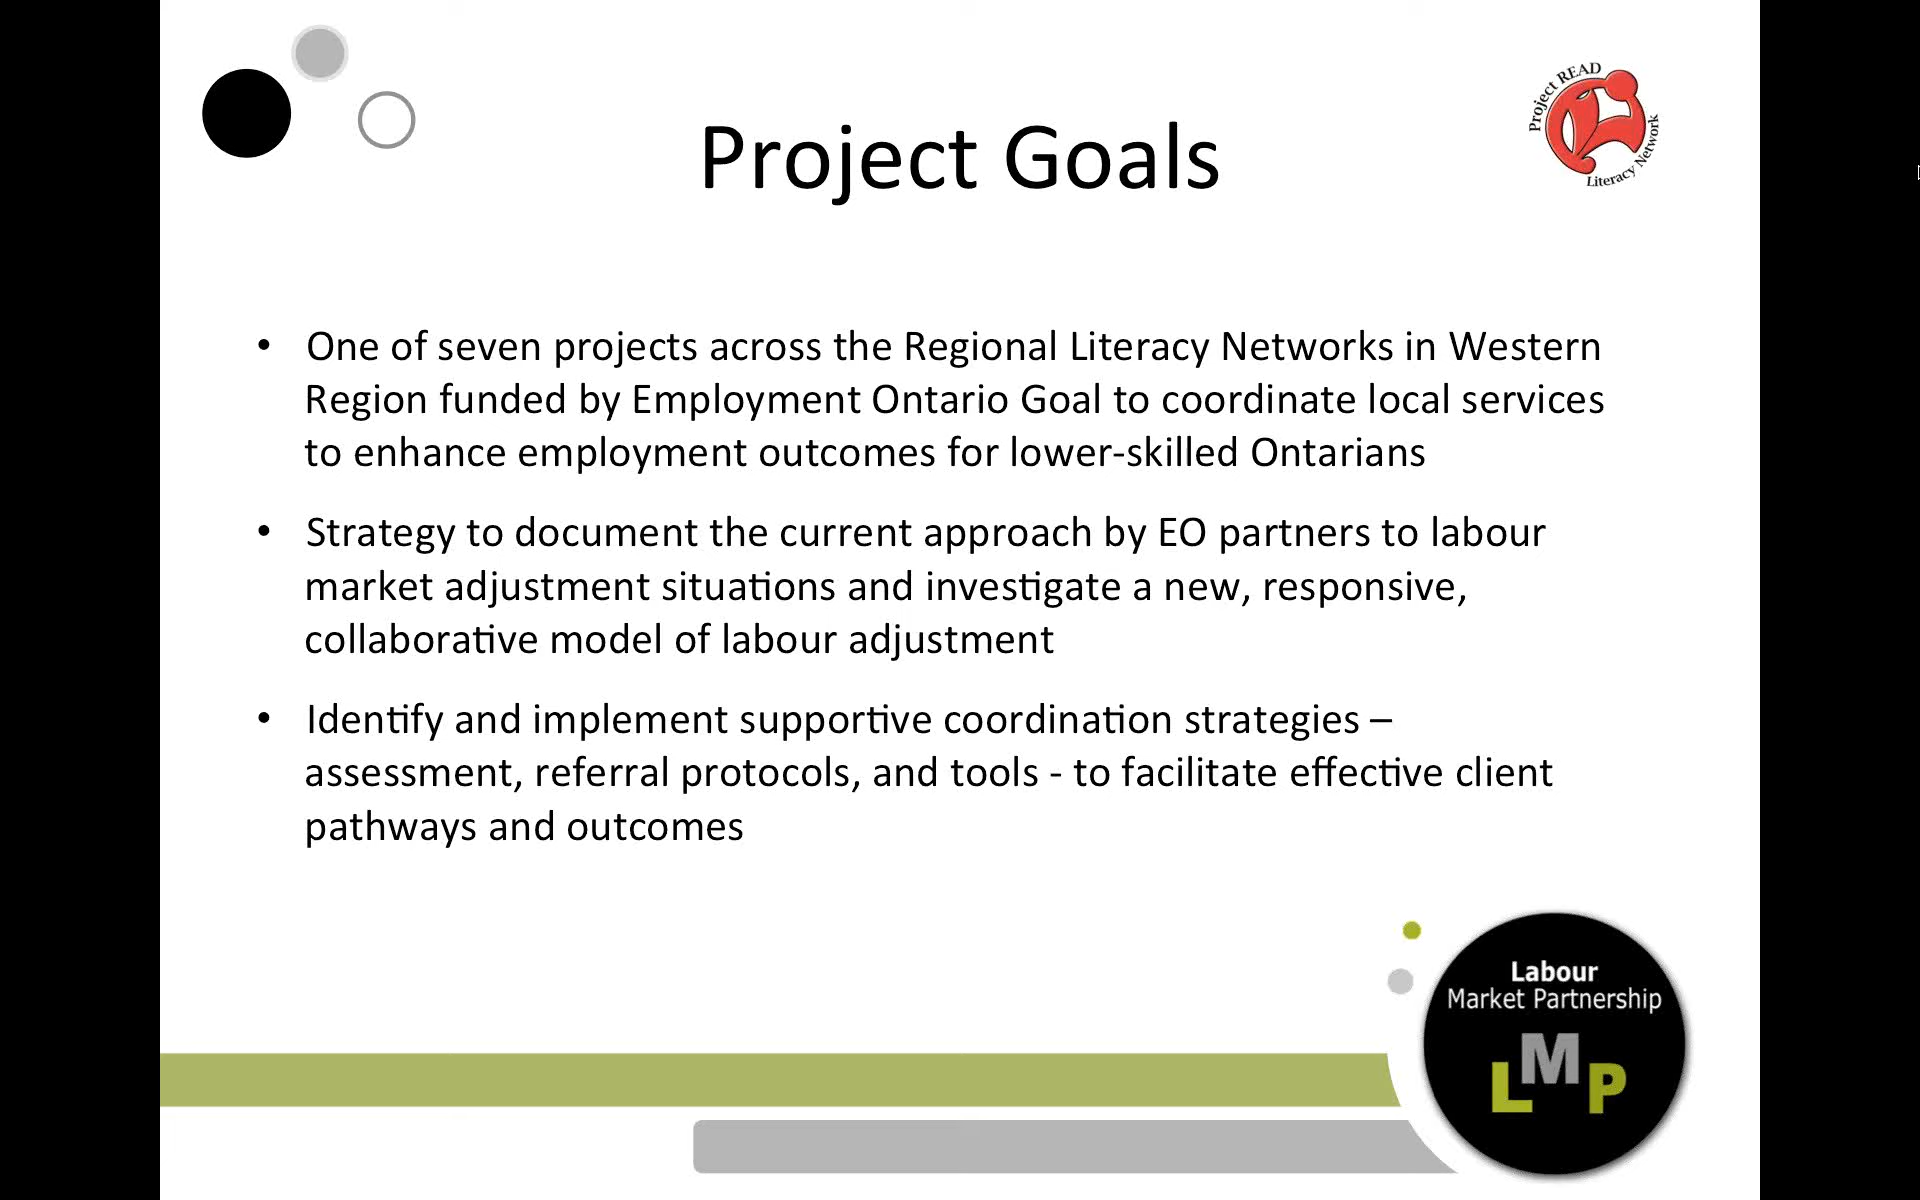 Project READ
Literacy Network
Project Goals
• One of seven projects across the Regional Literacy Networks in Western
Region funded by Employment Ontario Goal to coordinate local services
to enhance employment outcomes for lower-skilled Ontarians
• Strategy to document the current approach by EO partners to labour
market adjustment situations and investigate a new, responsive,
collaborative model of labour adjustment
• Identify and implement supportive coordination strategies –
assessment, referral protocols, and tools - to facilitate effective client
pathways and outcomes
Labour
Market Partnership
LMP